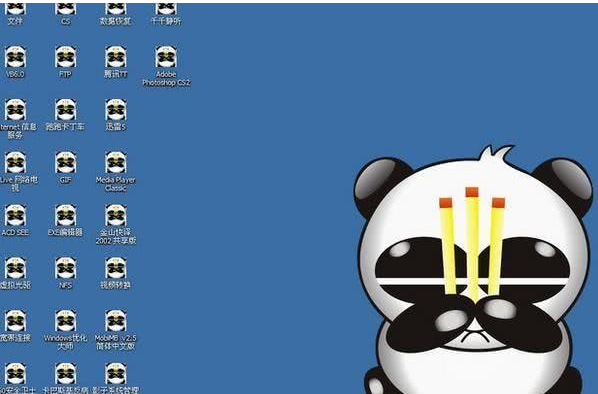 文件
CS
数据恢复
千千静听
VB6.0
FTP
腾讯TT
Adobe
Photoshop CS2
ternet 信息
服务
跑跑卡丁车
迅雷5
Live 网络电
视
GIF
Media Player
Classic
ACD SEE
EXE编辑器
金山快译
2002 共享版
虚拟光驱
NFS
视频转换
宽带连接
Windows优化
大师
MobiMB v2.5
简体中文版
60安全卫士
卡巴斯基反病
影子系统管理